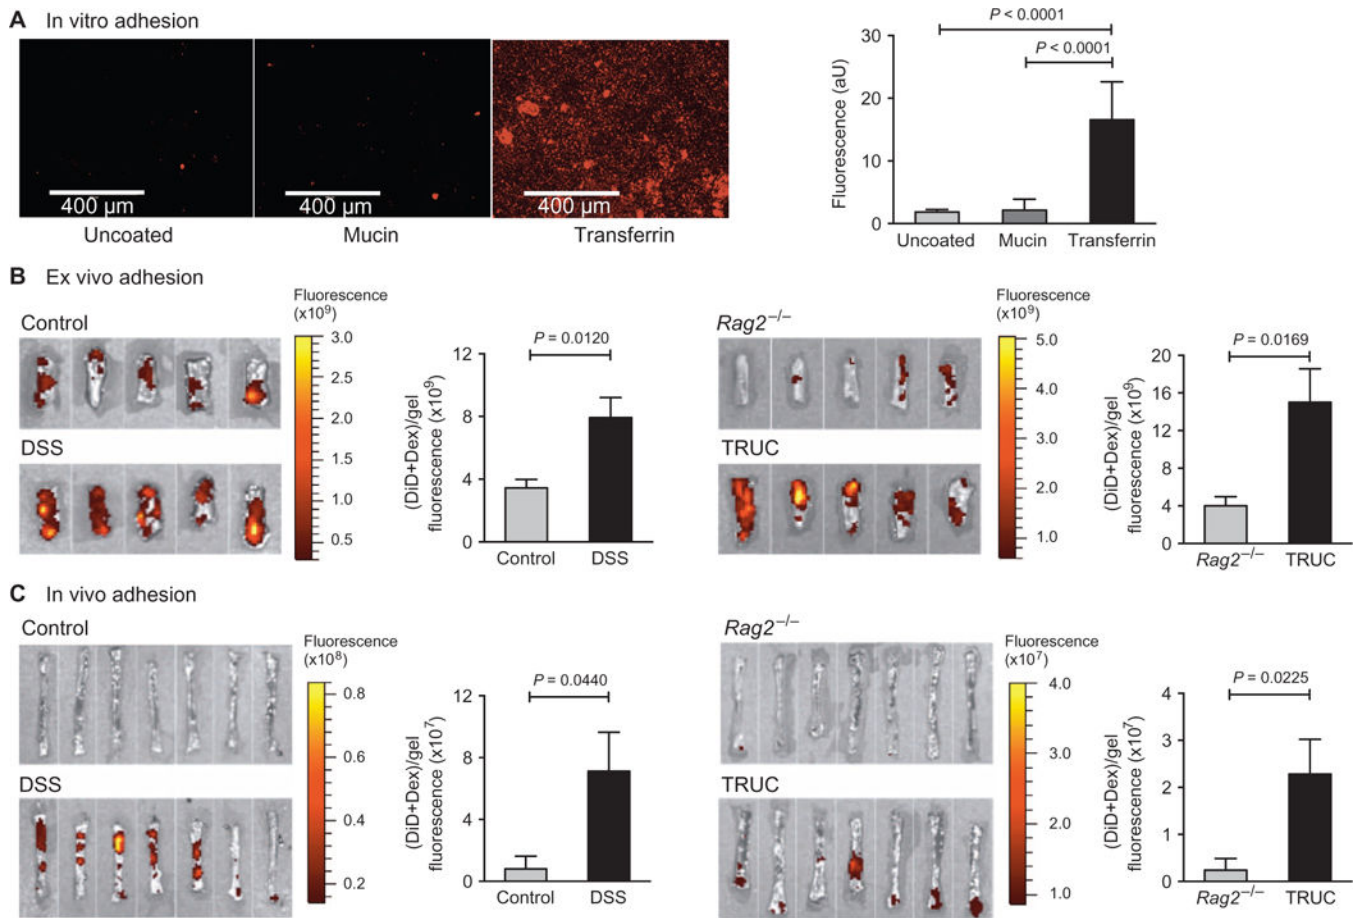 A In vitro adhesion
400 µm
400 µm
400 µm
Uncoated
Mucin
Transferrin
P < 0.0001
P < 0.0001
Fluorescence (aU)
30
20
10
0
Uncoated
Mucin
Transferrin
B Ex vivo adhesion
Control
DSS
Fluorescence
(x10⁹)
3.0
2.5
2.0
1.5
1.0
0.5
P = 0.0120
(DiD+Dex)/gel
fluorescence (x10⁹)
12
8
4
0
Control
DSS
Rag2⁻/⁻
TRUC
Fluorescence
(x10⁹)
5.0
4.0
3.0
2.0
1.0
P = 0.0169
(DiD+Dex)/gel
fluorescence (x10⁹)
20
16
12
8
4
0
Rag2⁻/⁻
TRUC
C In vivo adhesion
Control
DSS
Fluorescence
(x10⁸)
0.8
0.6
0.4
0.2
P = 0.0440
(DiD+Dex)/gel
fluorescence (x10⁷)
12
8
4
0
Control
DSS
Rag2⁻/⁻
TRUC
Fluorescence
(x10⁷)
4.0
3.0
2.0
1.0
P = 0.0225
(DiD+Dex)/gel
fluorescence (x10⁷)
4
3
2
1
0
Rag2⁻/⁻
TRUC